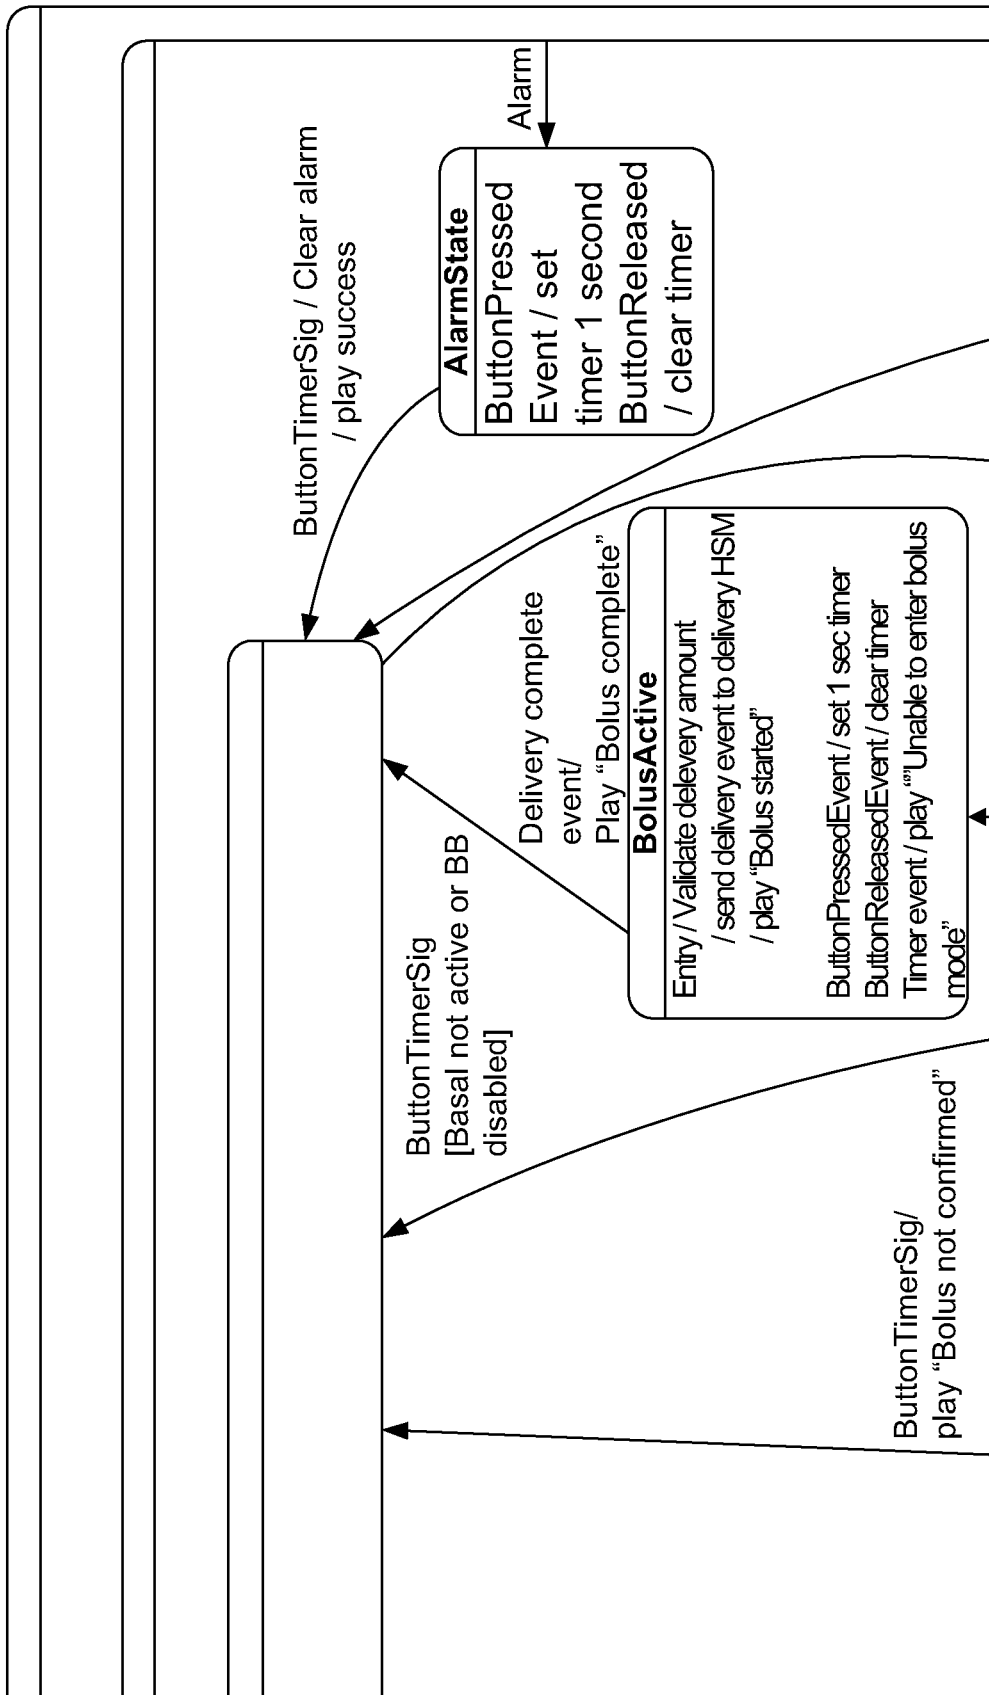 Alarm
ButtonTimerSig / Clear alarm
/ play success
AlarmState
ButtonPressed
Event / set
timer 1 second
ButtonReleased
/ clear timer
Delivery complete
event/
Play “Bolus complete”
BolusActive
Entry / Validate delevery amount
/ send delivery event to delivery HSM
/ play “Bolus started”
ButtonPressedEvent / set 1 sec timer
ButtonReleasedEvent / clear timer
Timer event / play “”Unable to enter bolus
mode”
ButtonTimerSig
[Basal not active or BB
disabled]
ButtonTimerSig/
play “Bolus not confirmed”